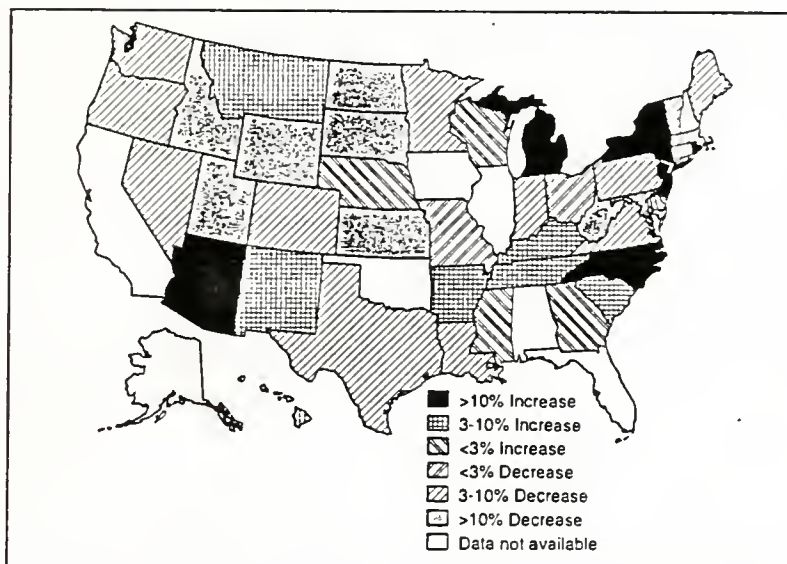 >10% Increase
3-10% Increase
<3% Increase
<3% Decrease
3-10% Decrease
>10% Decrease
Data not available